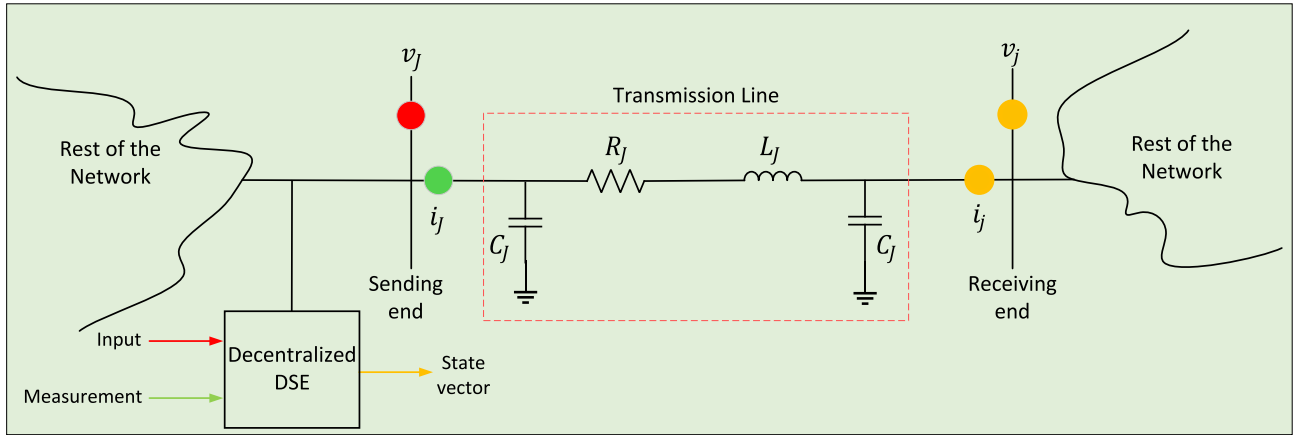 v_J
v_j
Transmission Line
Rest of the
Network
R_J
L_J
Rest of the
Network
i_J
i_j
C_J
C_J
Sending
end
Receiving
end
Input
Decentralized
DSE
State
vector
Measurement